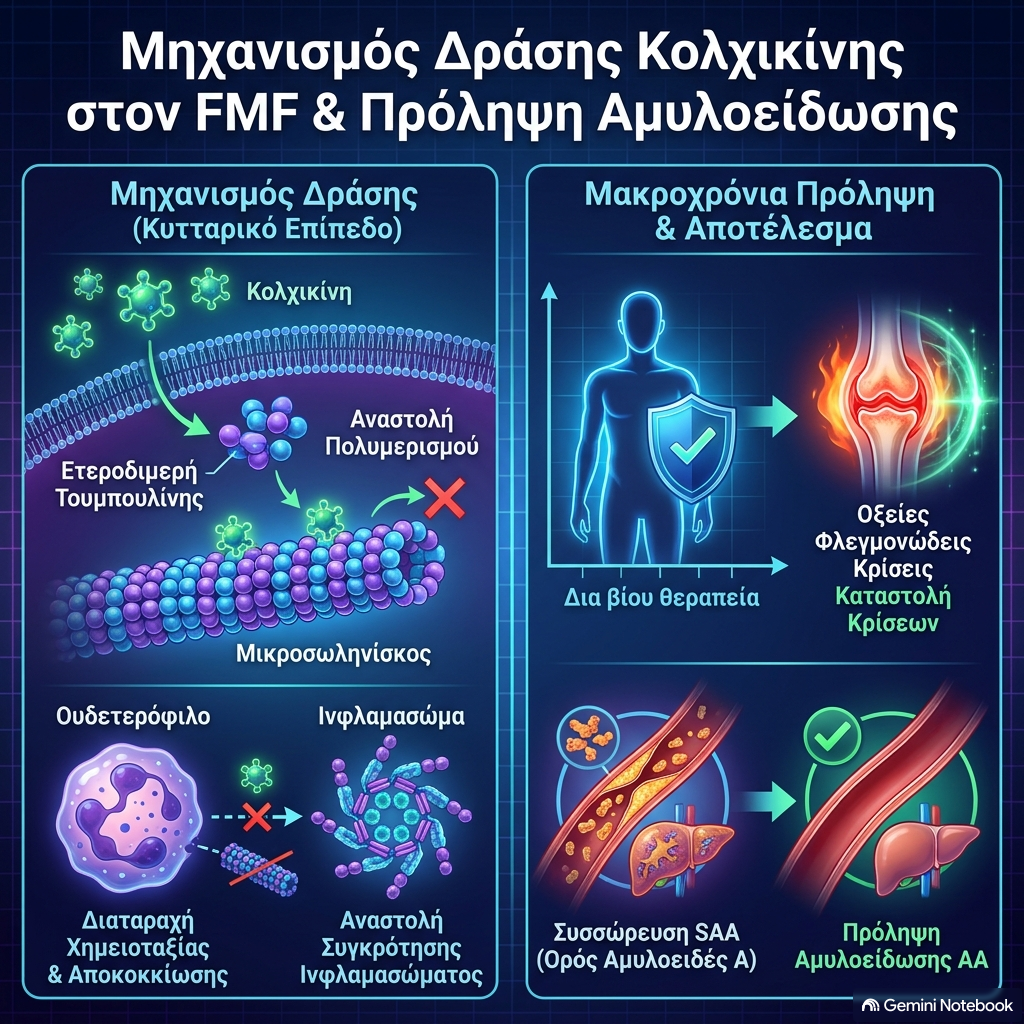 Μηχανισμός Δράσης Κολχικίνης
στον FMF & Πρόληψη Αμυλοείδωσης
Μηχανισμός Δράσης
(Κυτταρικό Επίπεδο)
Κολχικίνη
Ετεροδιμερή
Τουμπουλίνης
Αναστολή
Πολυμερισμού
Μικροσωληνίσκος
Ουδετερόφιλο
Ινφλαμασώμα
Διαταραχή
Χημειοταξίας
& Αποκοκκίωσης
Αναστολή
Συγκρότησης
Ινφλαμασώματος
Μακροχρόνια Πρόληψη
& Αποτέλεσμα
Δια βίου θεραπεία
Οξείες
Φλεγμονώδεις
Κρίσεις
Καταστολή
Κρίσεων
Συσσώρευση SAA
(Ορός Αμυλοειδές Α)
Πρόληψη
Αμυλοείδωσης ΑΑ
Gemini Notebook